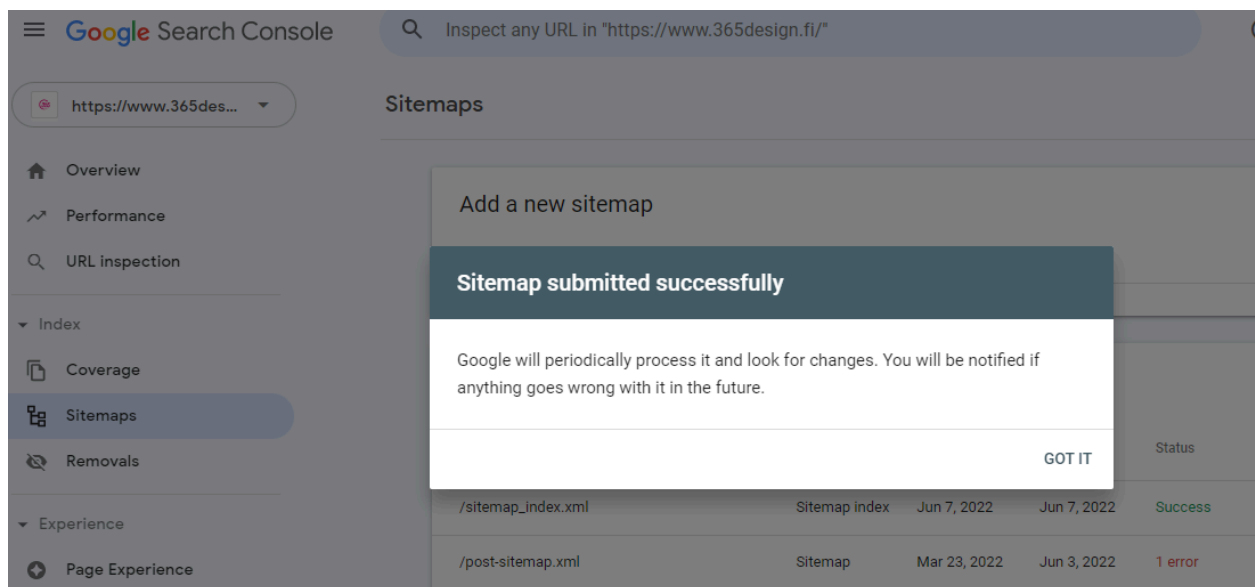 Google Search Console
Inspect any URL in "https://www.365design.fi/"
https://www.365des...
Sitemaps
Overview
Performance
URL inspection
Index
Coverage
Sitemaps
Removals
Experience
Page Experience
Add a new sitemap
Sitemap submitted successfully
Google will periodically process it and look for changes. You will be notified if
anything goes wrong with it in the future.
GOT IT
Status
/sitemap_index.xml Sitemap index Jun 7, 2022 Jun 7, 2022 Success
/post-sitemap.xml Sitemap Mar 23, 2022 Jun 3, 2022 1 error